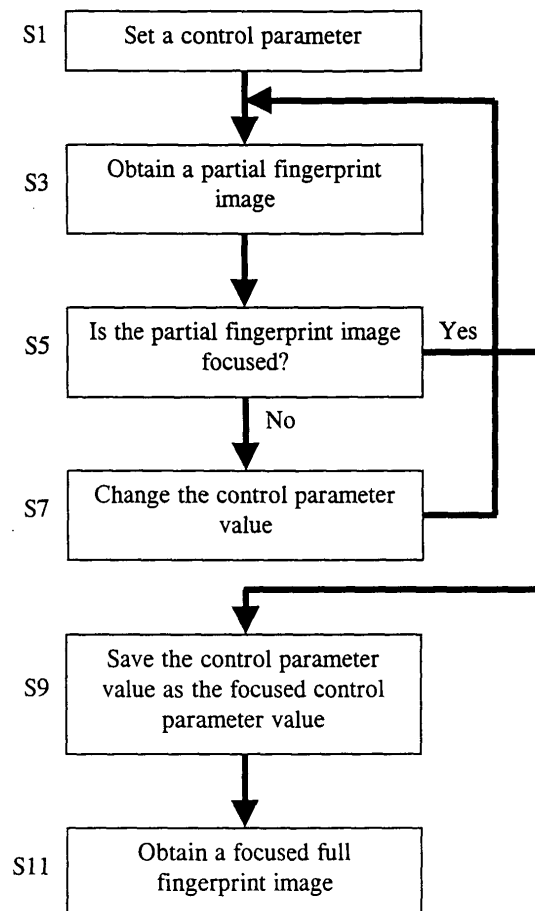 S1
Set a control parameter
S3
Obtain a partial fingerprint
image
S5
Is the partial fingerprint image
focused?
Yes
No
S7
Change the control parameter
value
S9
Save the control parameter
value as the focused control
parameter value
S11
Obtain a focused full
fingerprint image